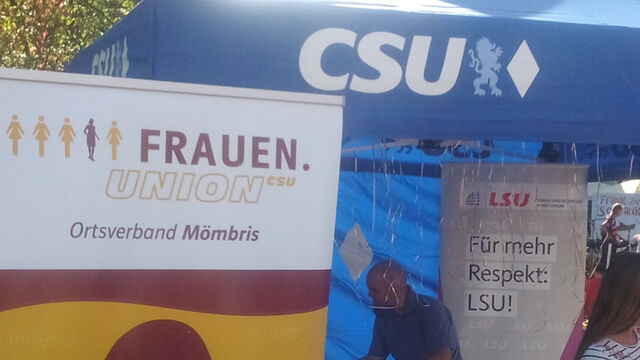 CSU
FRAUEN.
UNION CSU
Ortsverband Mömbris
LSU
Für mehr
Respekt:
LSU!